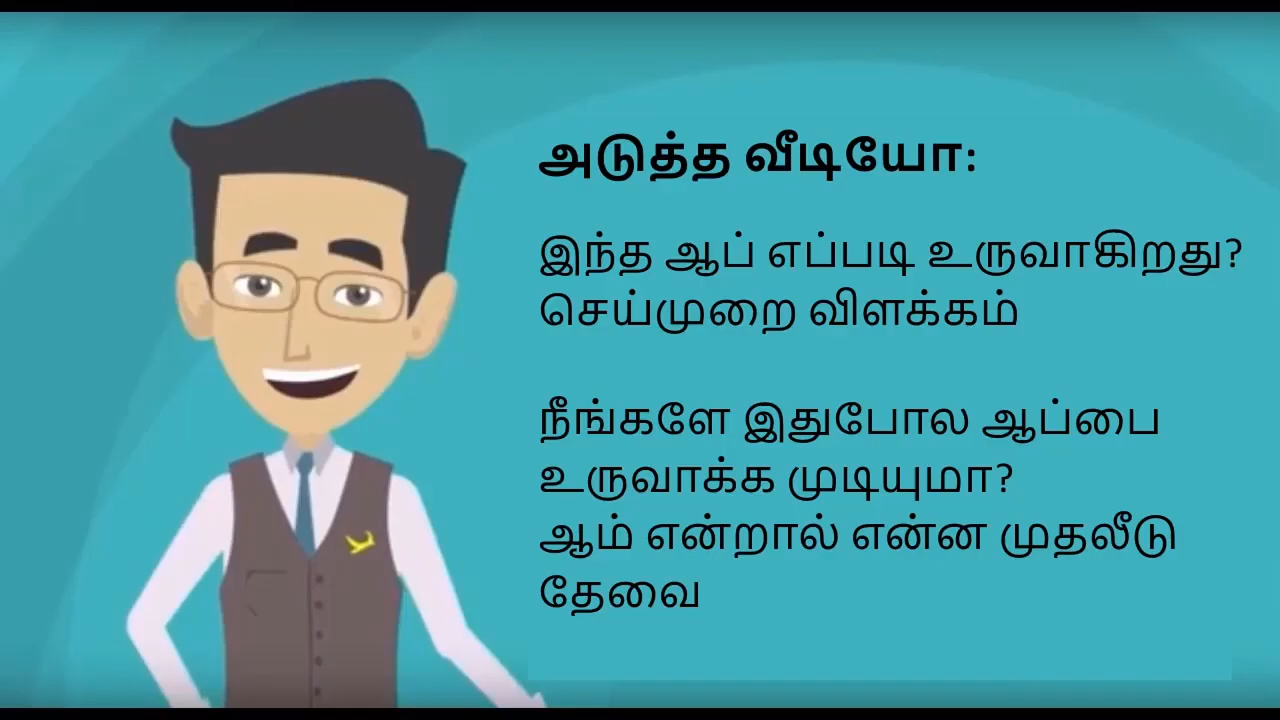 அடுத்த வீடியோ:
இந்த ஆப் எப்படி உருவாகிறது?
செய்முறை விளக்கம்
நீங்களே இதுபோல ஆப்பை
உருவாக்க முடியுமா?
ஆம் என்றால் என்ன முதலீடு
தேவை